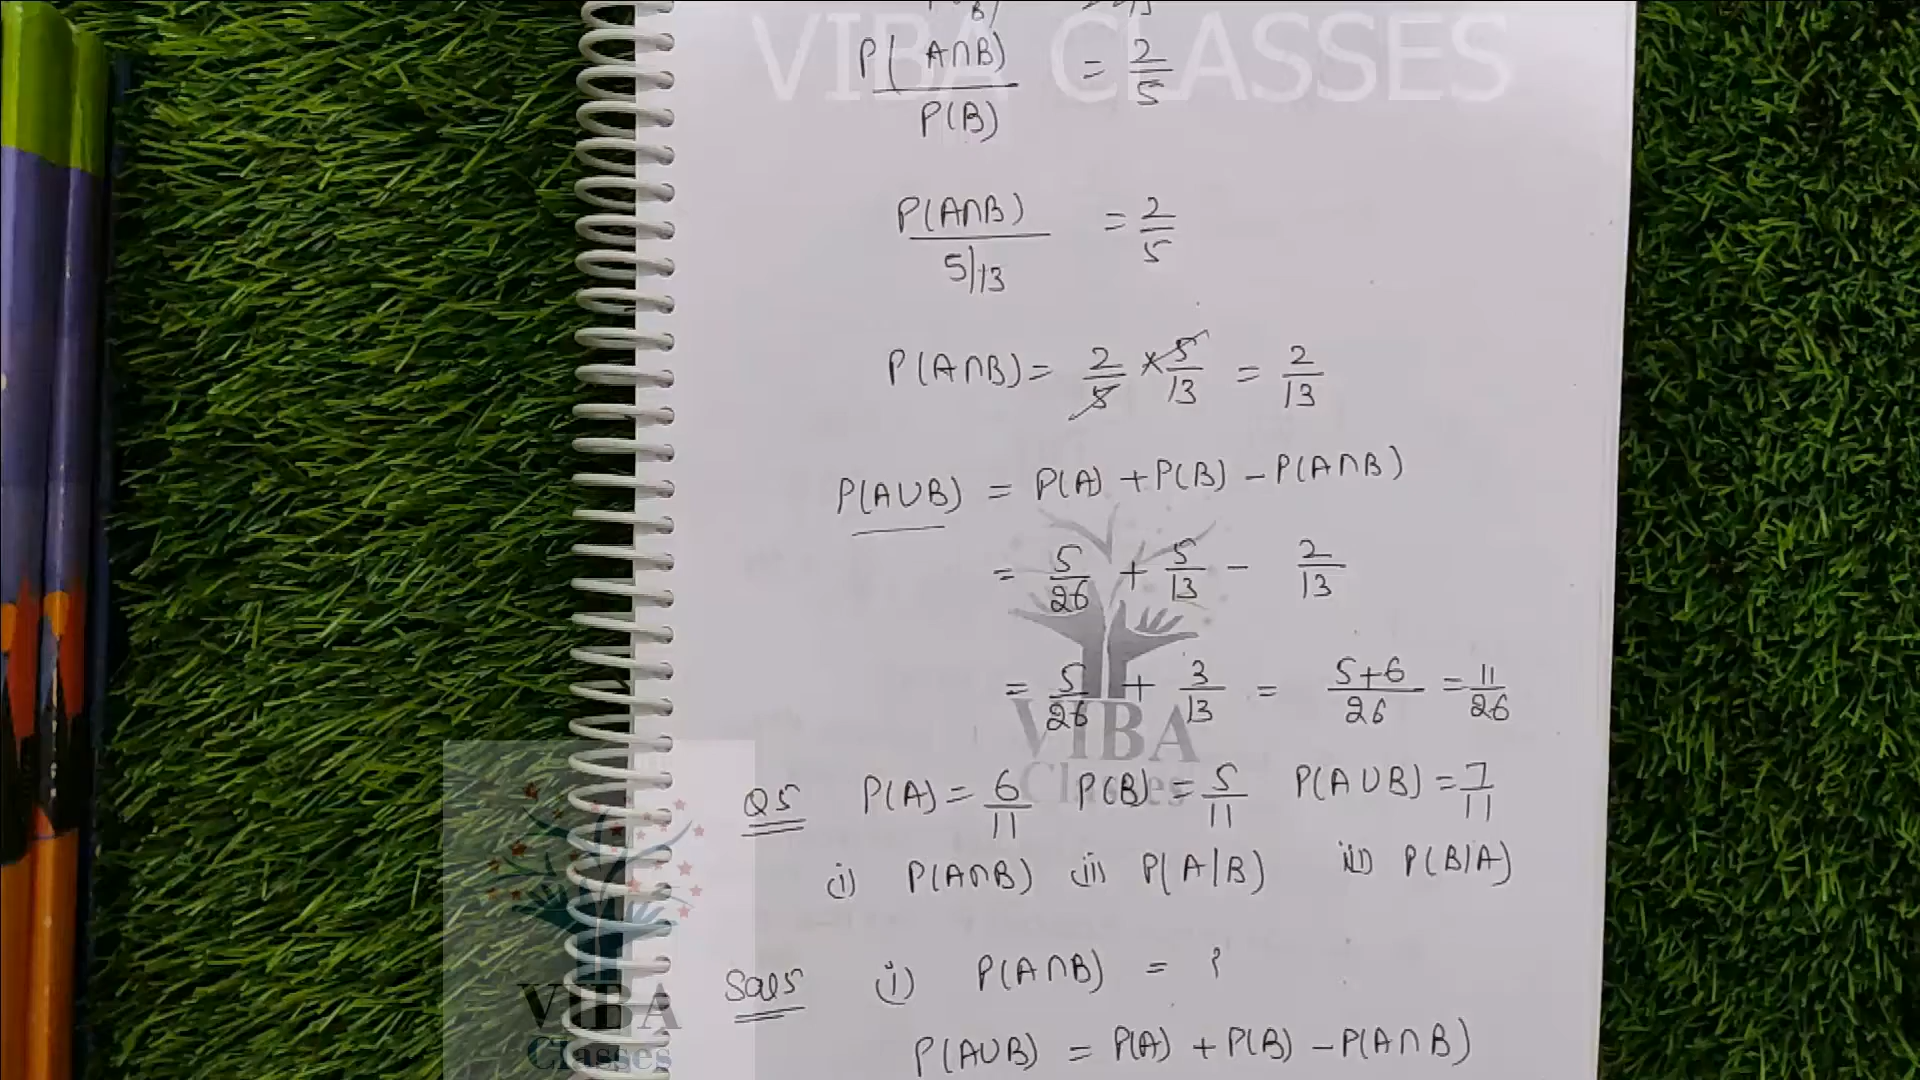 VIBA CLASSES
P(A∩B) / P(B) = 2/5
P(A∩B) / 5/13 = 2/5
P(A∩B) = 2/5 × 5/13 = 2/13
P(A∪B) = P(A) + P(B) - P(A∩B)
= 5/26 + 5/13 - 2/13
= 5/26 + 3/13 = 5+6/26 = 11/26
VIBA
Classes
Q5 P(A) = 6/11 P(B) = 5/11 P(A∪B) = 7/11
(i) P(A∩B) (ii) P(A|B) iii) P(B|A)
Sol5 (i) P(A∩B) = ?
P(A∪B) = P(A) + P(B) - P(A∩B)
VIBA
Classes